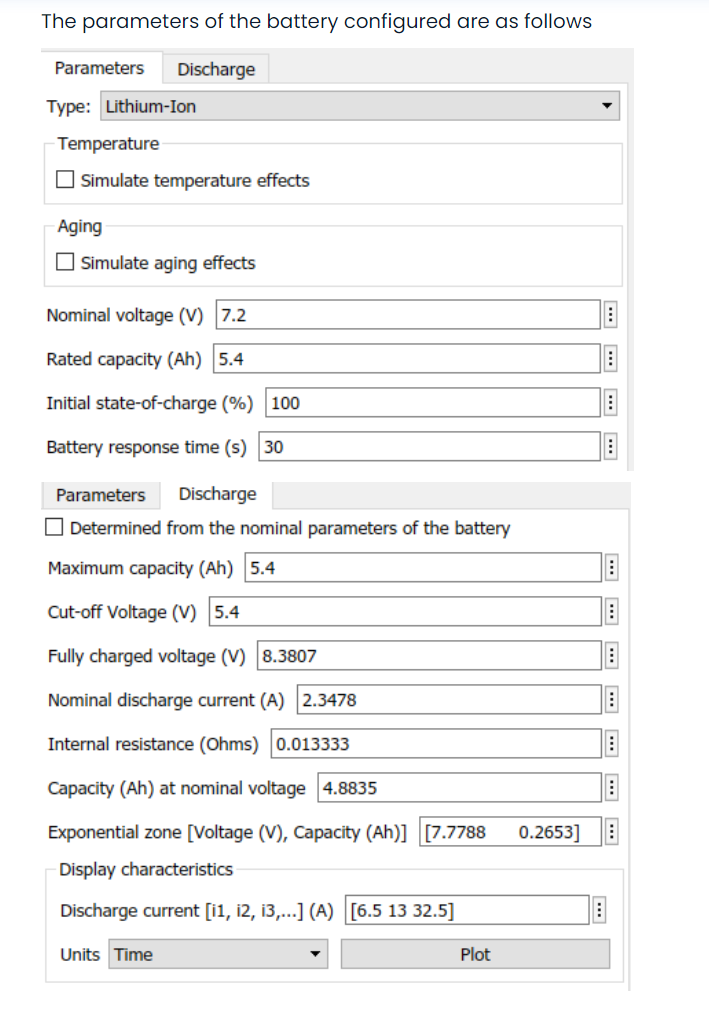 The parameters of the battery configured are as follows
Parameters Discharge
Type: Lithium-Ion
Temperature
Simulate temperature effects
Aging
Simulate aging effects
Nominal voltage (V) 7.2
Rated capacity (Ah) 5.4
Initial state-of-charge (%) 100
Battery response time (s) 30
Parameters Discharge
Determined from the nominal parameters of the battery
Maximum capacity (Ah) 5.4
Cut-off Voltage (V) 5.4
Fully charged voltage (V) 8.3807
Nominal discharge current (A) 2.3478
Internal resistance (Ohms) 0.013333
Capacity (Ah) at nominal voltage 4.8835
Exponential zone [Voltage (V), Capacity (Ah)] [7.7788 0.2653]
Display characteristics
Discharge current [i1, i2, i3,...] (A) [6.5 13 32.5]
Units Time Plot